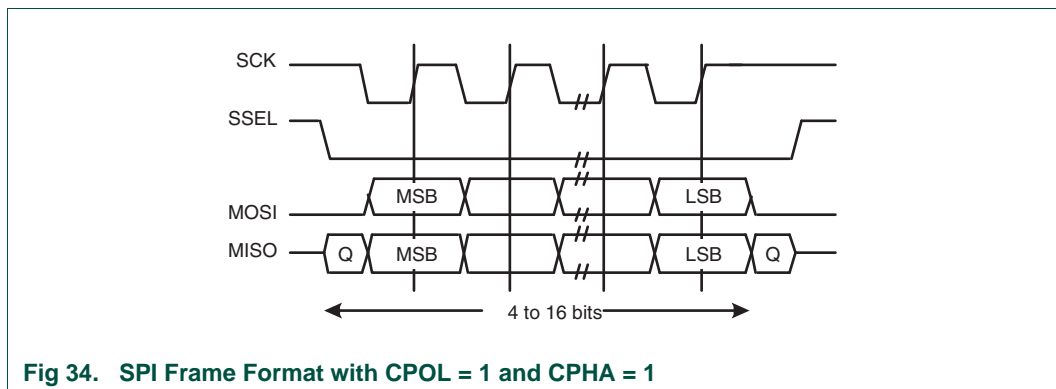 SCK
SSEL
MOSI MSB LSB
MISO Q MSB LSB Q
4 to 16 bits
Fig 34. SPI Frame Format with CPOL = 1 and CPHA = 1